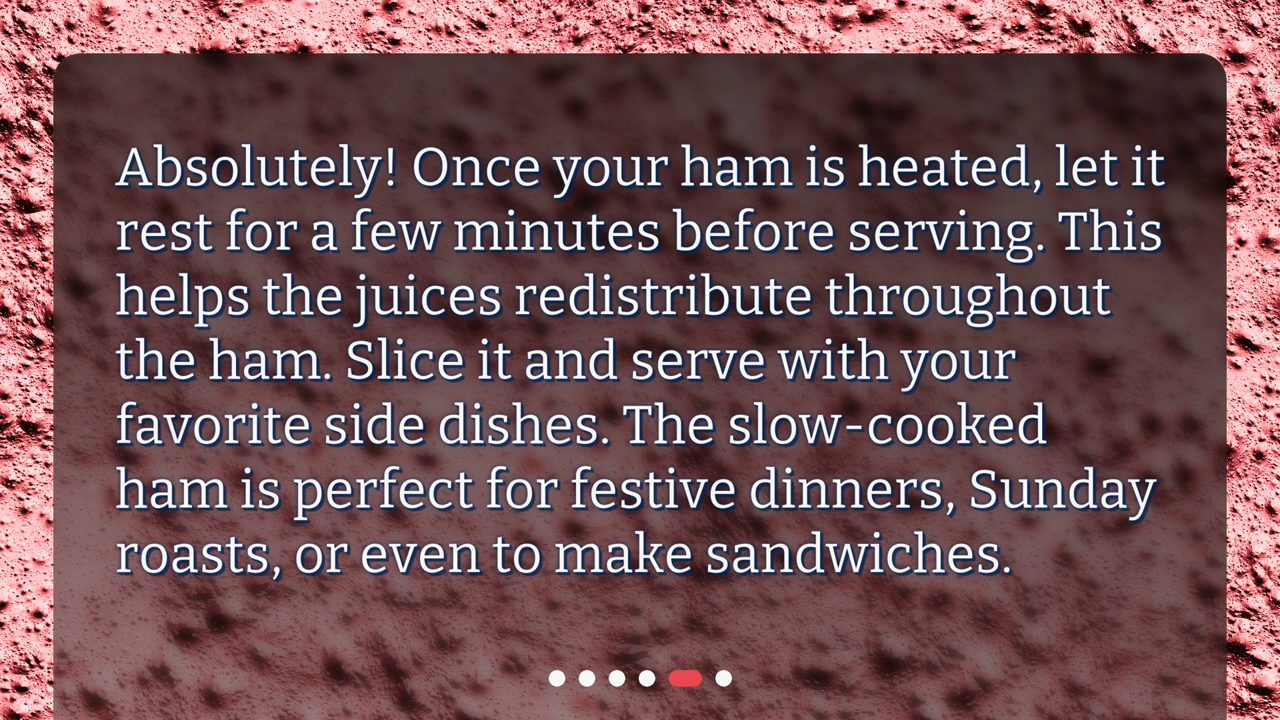 Absolutely! Once your ham is heated, let it
rest for a few minutes before serving. This
helps the juices redistribute throughout
the ham. Slice it and serve with your
favorite side dishes. The slow-cooked
ham is perfect for festive dinners, Sunday
roasts, or even to make sandwiches.